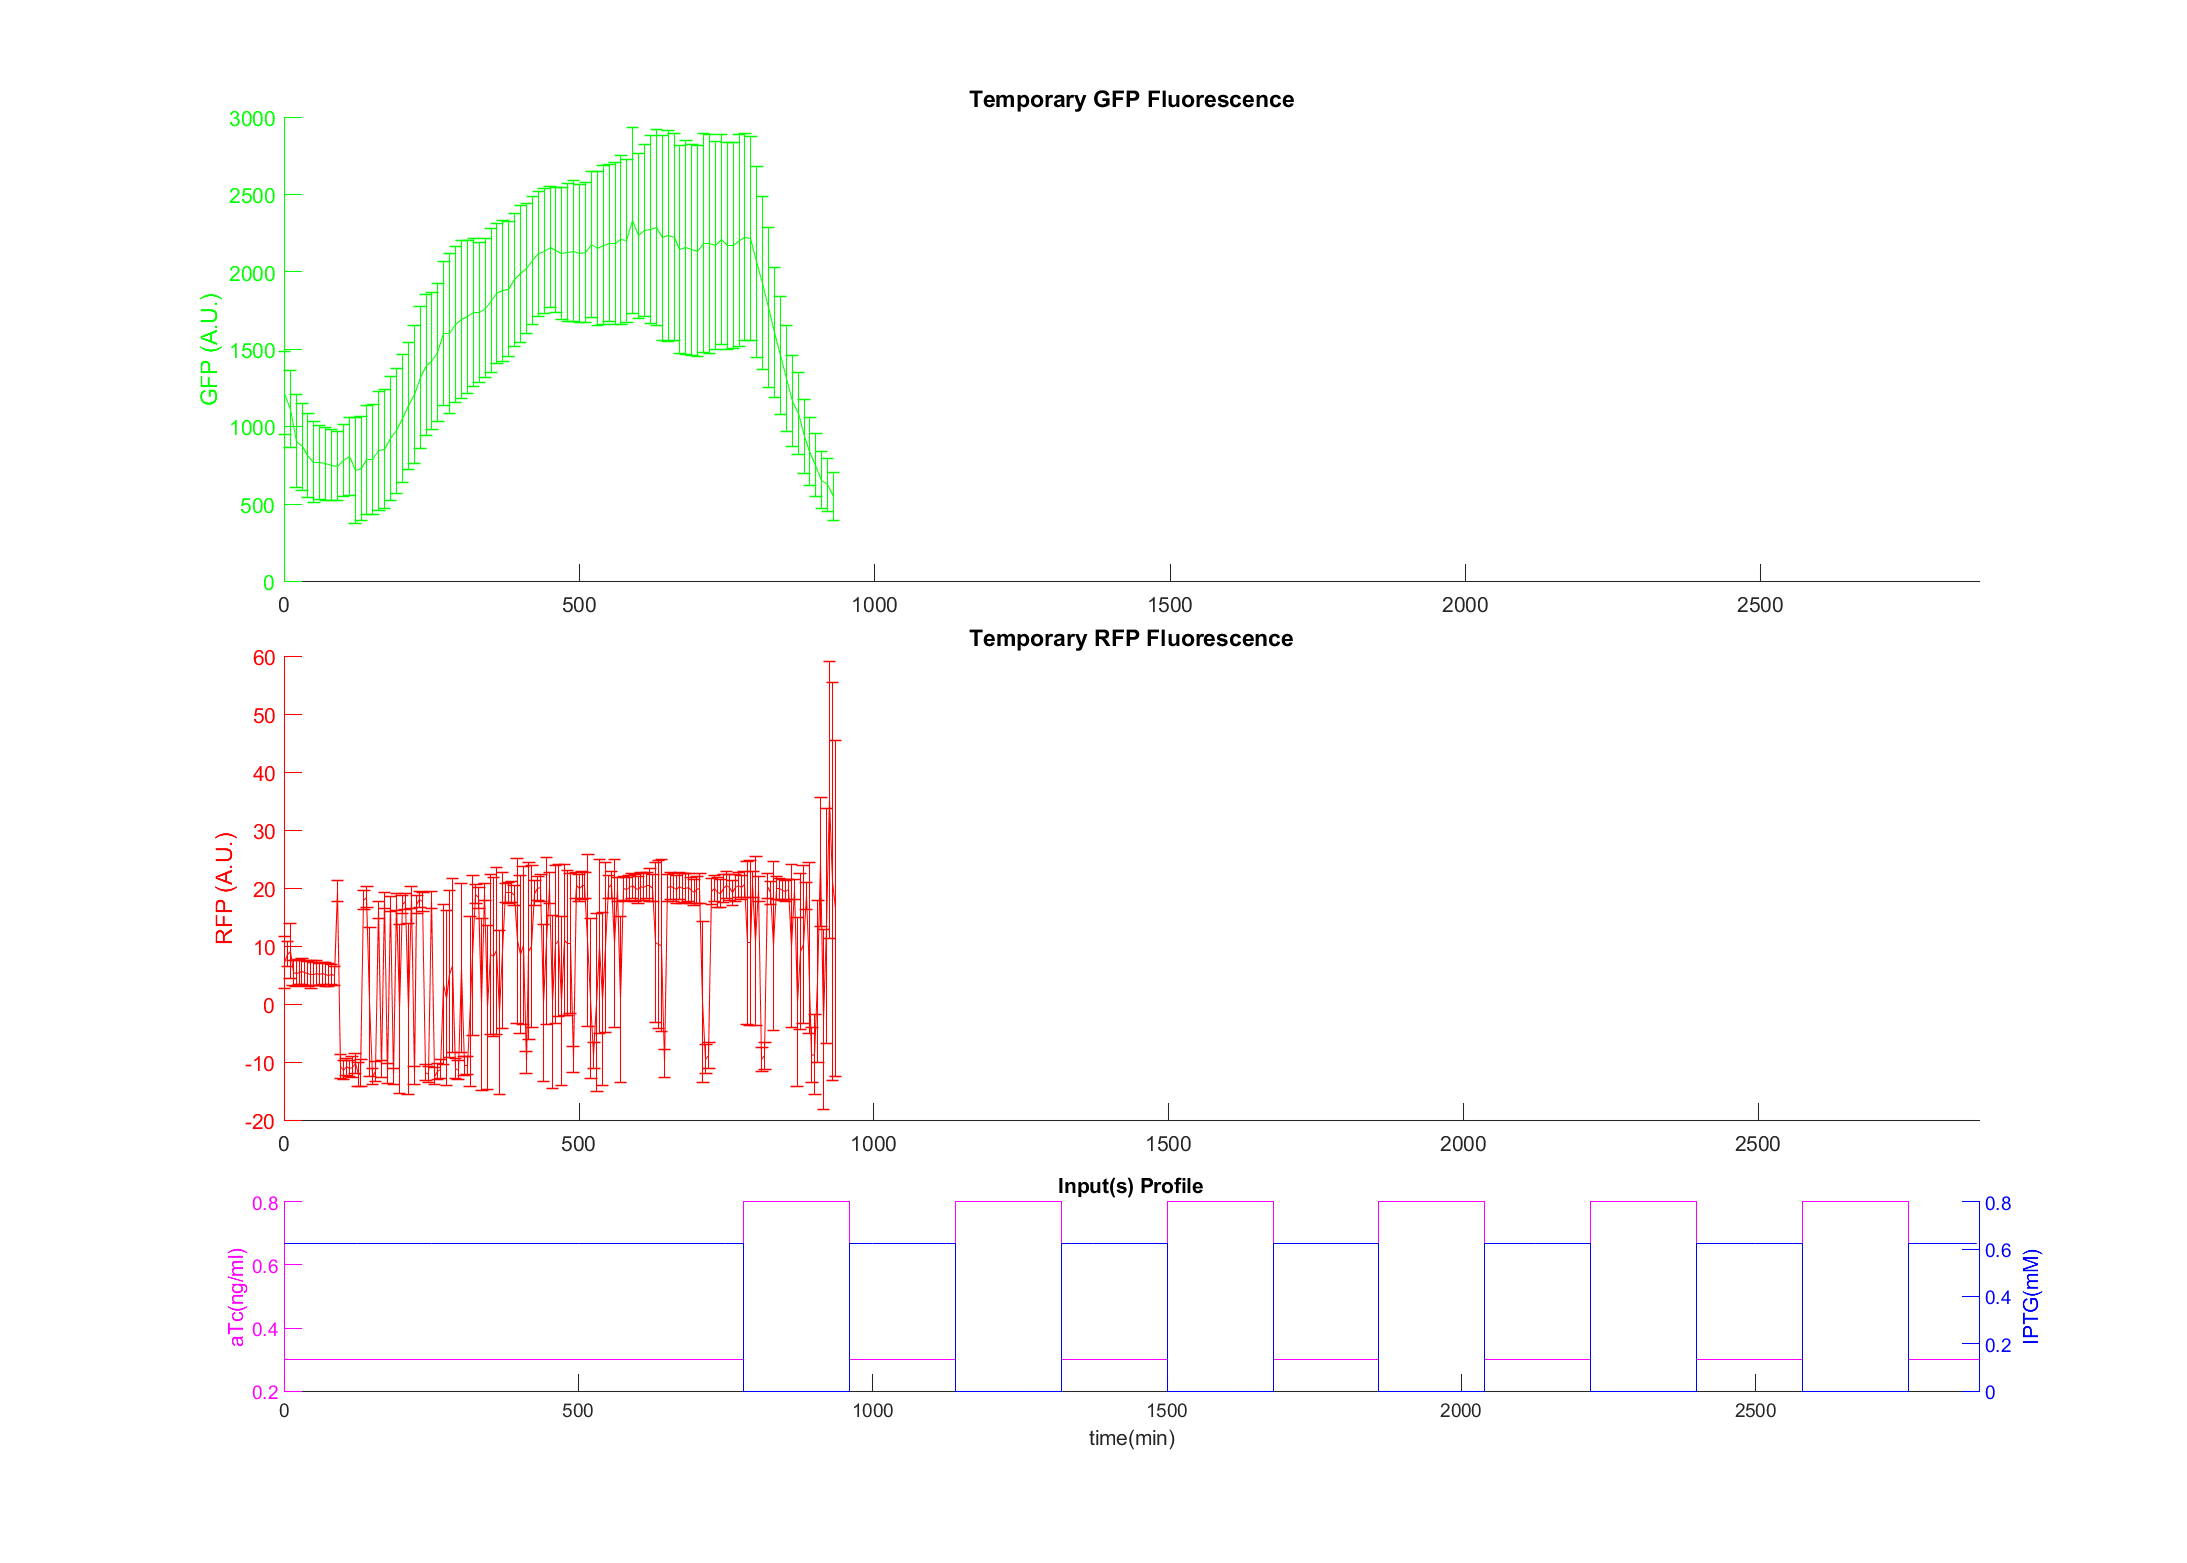 Temporary GFP Fluorescence
3000
2500
2000
1500
1000
500
0
GFP (A.U.)
0 500 1000 1500 2000 2500
Temporary RFP Fluorescence
60
50
40
30
20
10
0
-10
-20
RFP (A.U.)
0 500 1000 1500 2000 2500
Input(s) Profile
0.8
0.6
0.4
0.2
aTc(ng/ml)
0.8
0.6
0.4
0.2
0
IPTG(mM)
0 500 1000 1500 2000 2500
time(min)